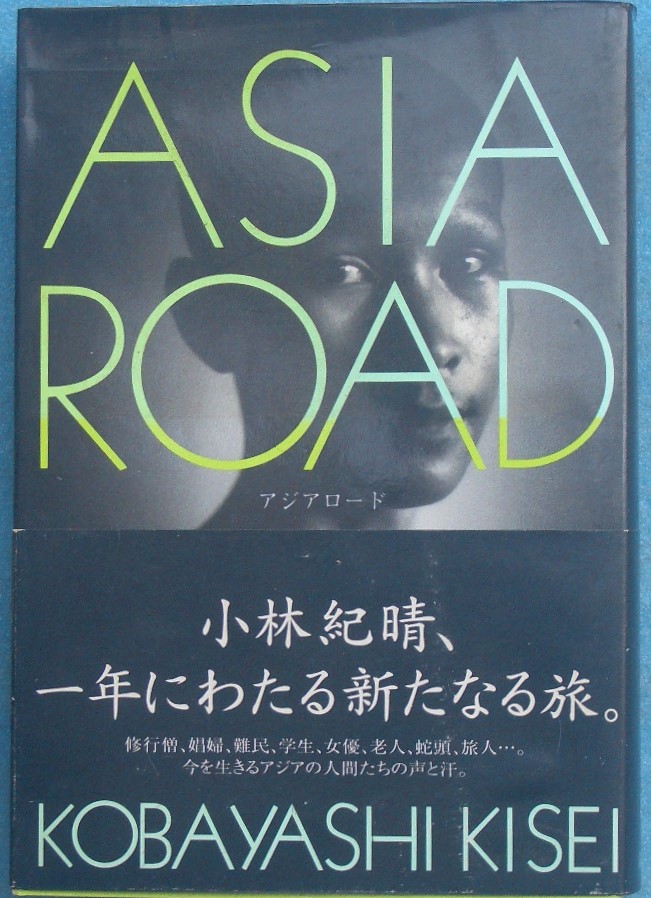 ASIA
ROAD
アジアロード
小林紀晴、
一年にわたる新たなる旅。
修行僧、娼婦、難民、学生、女優、老人、蛇頭、旅人…。
今を生きるアジアの人間たちの声と汗。
KOBAYASHI KISEI